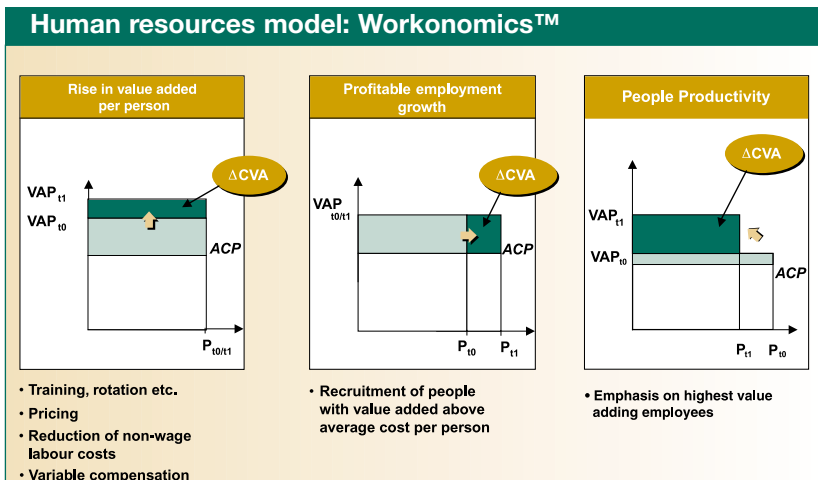 Human resources model: Workonomics™
Rise in value added
per person
ΔCVA
VAPt1
VAPt0
ACP
Pt0/t1
• Training, rotation etc.
• Pricing
• Reduction of non-wage
labour costs
• Variable compensation
Profitable employment
growth
ΔCVA
VAP
t0/t1
ACP
Pt0
Pt1
• Recruitment of people
with value added above
average cost per person
People Productivity
ΔCVA
VAPt1
VAPt0
ACP
Pt1
Pt0
• Emphasis on highest value
adding employees